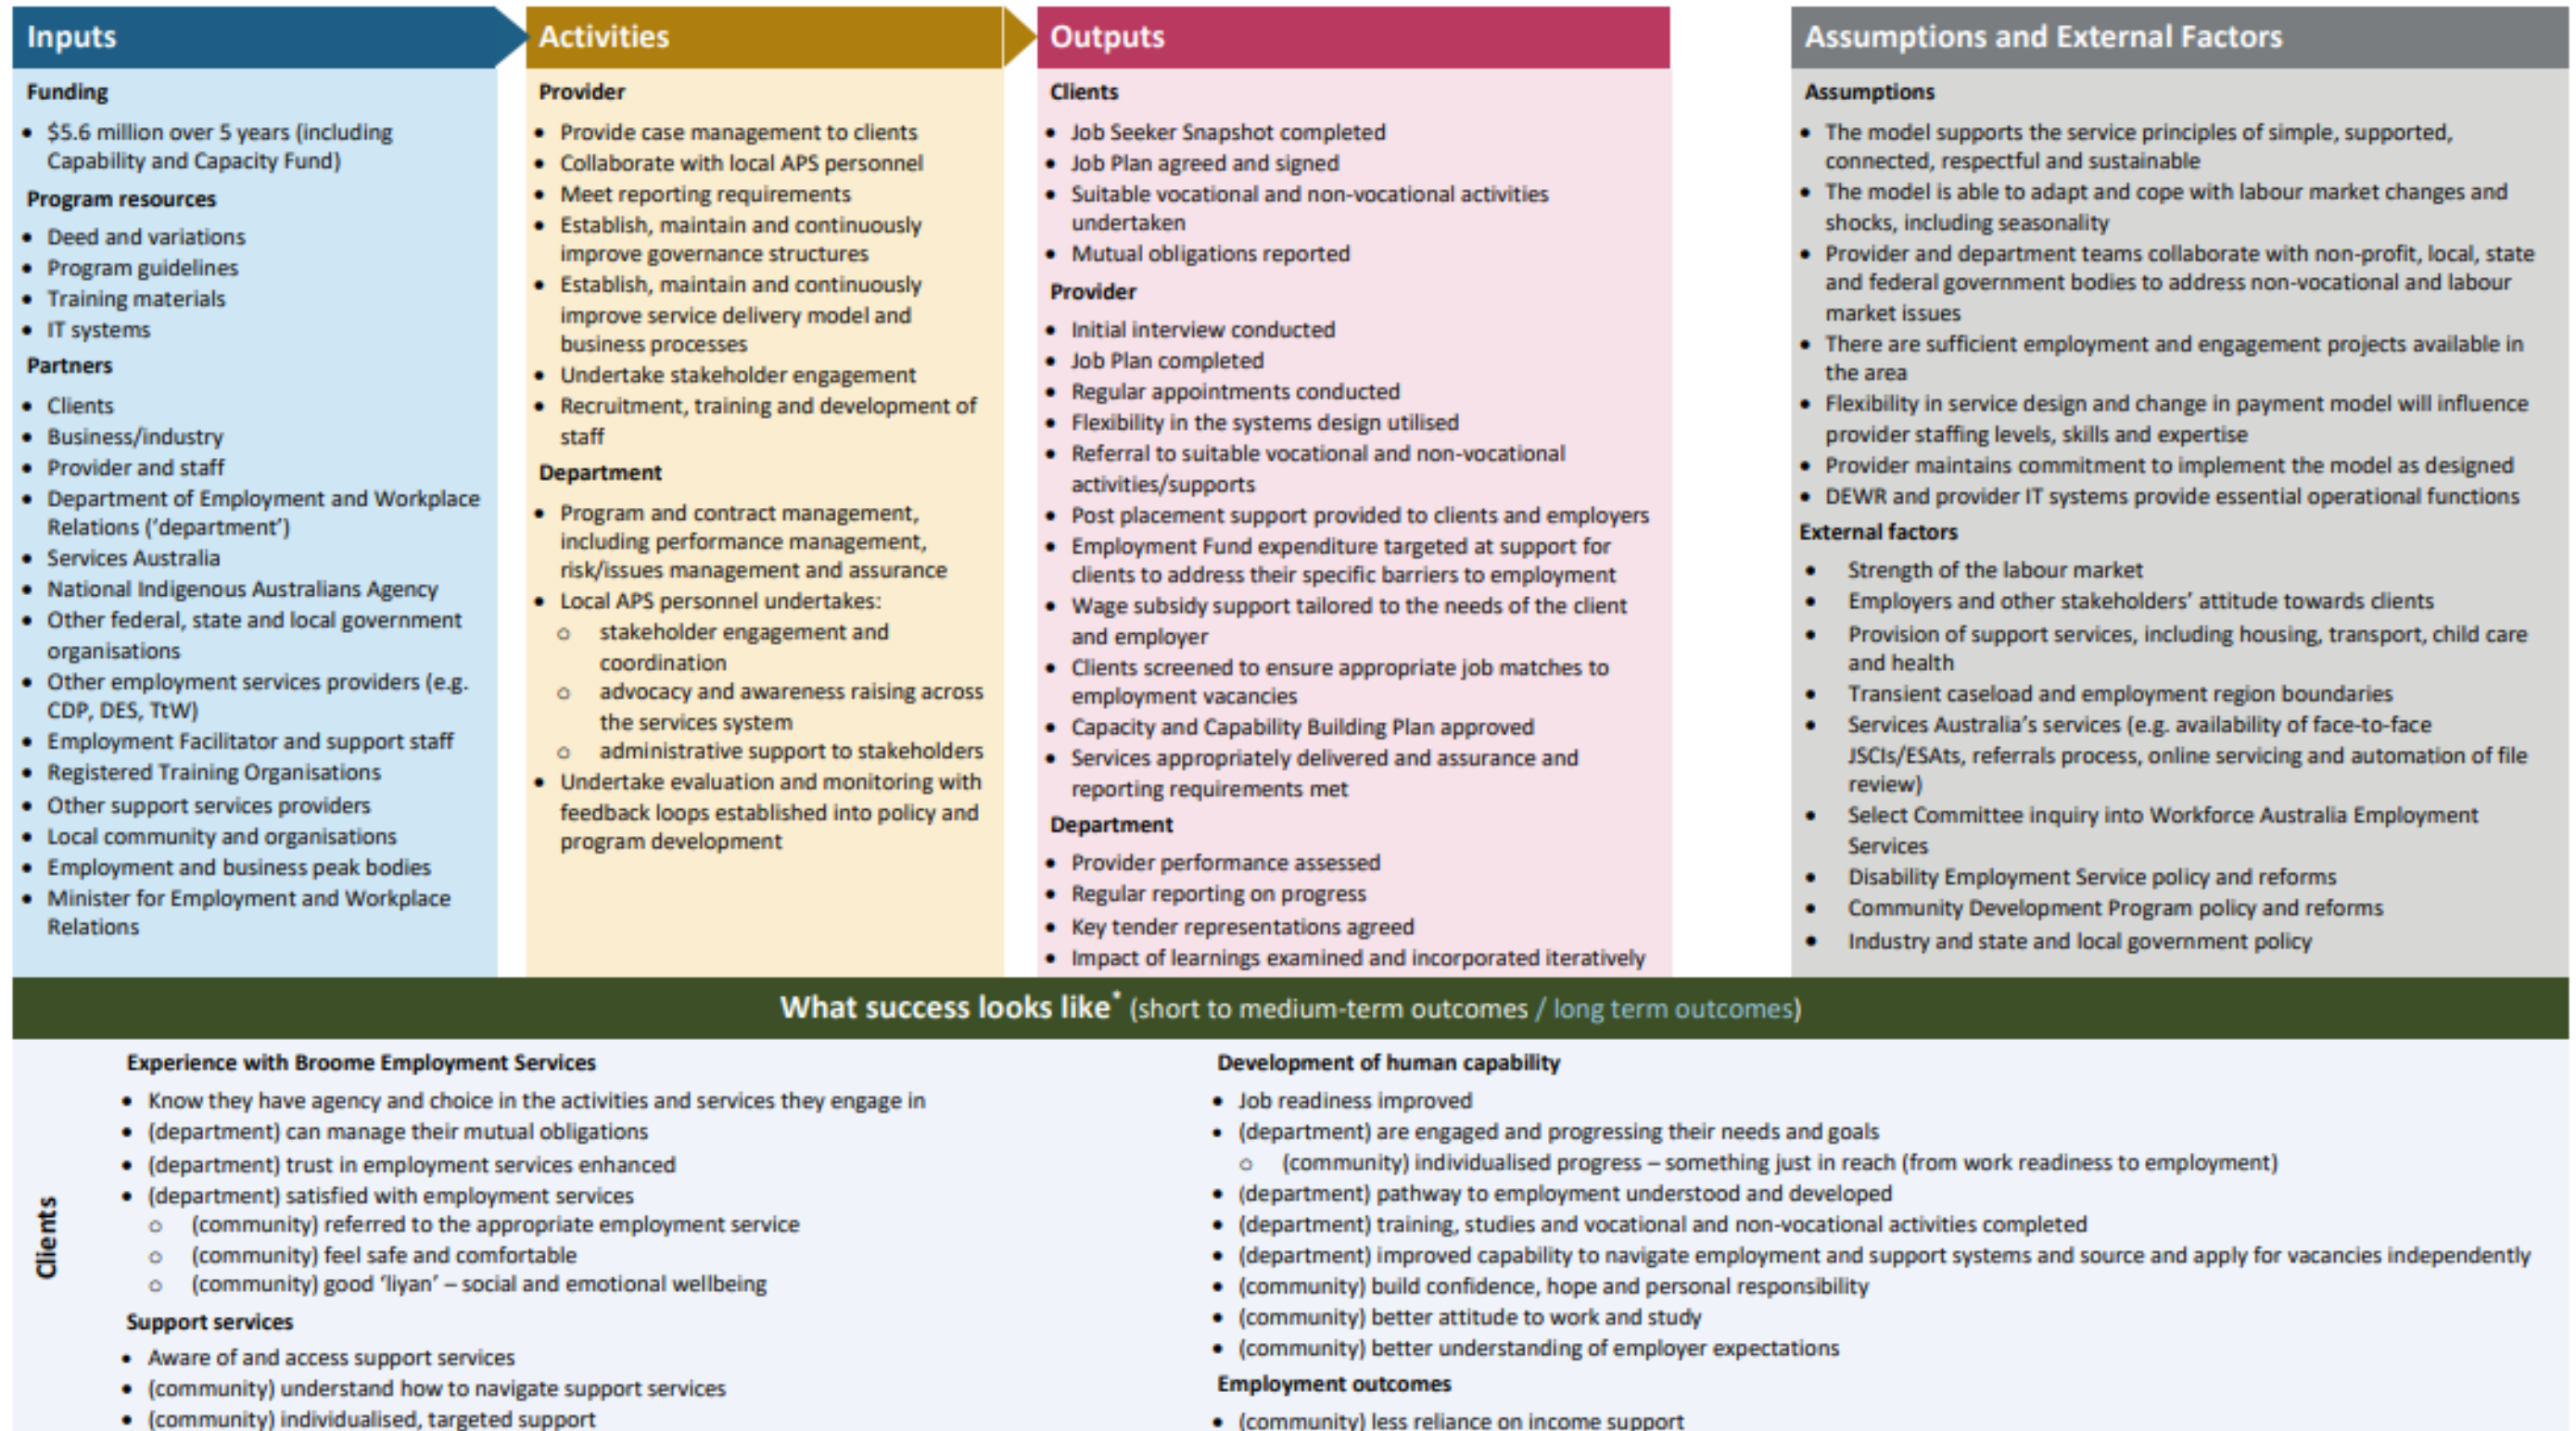 Inputs
Funding
• $5.6 million over 5 years (including
Capability and Capacity Fund)
Program resources
• Deed and variations
• Program guidelines
• Training materials
• IT systems
Partners
• Clients
• Business/industry
• Provider and staff
• Department of Employment and Workplace
Relations (‘department’)
• Services Australia
• National Indigenous Australians Agency
• Other federal, state and local government
organisations
• Other employment services providers (e.g.
CDP, DES, TtW)
• Employment Facilitator and support staff
• Registered Training Organisations
• Other support services providers
• Local community and organisations
• Employment and business peak bodies
• Minister for Employment and Workplace
Relations
Activities
Provider
• Provide case management to clients
• Collaborate with local APS personnel
• Meet reporting requirements
• Establish, maintain and continuously
improve governance structures
• Establish, maintain and continuously
improve service delivery model and
business processes
• Undertake stakeholder engagement
• Recruitment, training and development of
staff
Department
• Program and contract management,
including performance management,
risk/issues management and assurance
• Local APS personnel undertakes:
o stakeholder engagement and
coordination
o advocacy and awareness raising across
the services system
o administrative support to stakeholders
• Undertake evaluation and monitoring with
feedback loops established into policy and
program development
Outputs
Clients
• Job Seeker Snapshot completed
• Job Plan agreed and signed
• Suitable vocational and non-vocational activities
undertaken
• Mutual obligations reported
Provider
• Initial interview conducted
• Job Plan completed
• Regular appointments conducted
• Flexibility in the systems design utilised
• Referral to suitable vocational and non-vocational
activities/supports
• Post placement support provided to clients and employers
• Employment Fund expenditure targeted at support for
clients to address their specific barriers to employment
• Wage subsidy support tailored to the needs of the client
and employer
• Clients screened to ensure appropriate job matches to
employment vacancies
• Capacity and Capability Building Plan approved
• Services appropriately delivered and assurance and
reporting requirements met
Department
• Provider performance assessed
• Regular reporting on progress
• Key tender representations agreed
• Impact of learnings examined and incorporated iteratively
Assumptions and External Factors
Assumptions
• The model supports the service principles of simple, supported,
connected, respectful and sustainable
• The model is able to adapt and cope with labour market changes and
shocks, including seasonality
• Provider and department teams collaborate with non-profit, local, state
and federal government bodies to address non-vocational and labour
market issues
• There are sufficient employment and engagement projects available in
the area
• Flexibility in service design and change in payment model will influence
provider staffing levels, skills and expertise
• Provider maintains commitment to implement the model as designed
• DEWR and provider IT systems provide essential operational functions
External factors
• Strength of the labour market
• Employers and other stakeholders’ attitude towards clients
• Provision of support services, including housing, transport, child care
and health
• Transient caseload and employment region boundaries
• Services Australia’s services (e.g. availability of face-to-face
JSCIs/ESAts, referrals process, online servicing and automation of file
review)
• Select Committee inquiry into Workforce Australia Employment
Services
• Disability Employment Service policy and reforms
• Community Development Program policy and reforms
• Industry and state and local government policy
What success looks like* (short to medium-term outcomes / long term outcomes)
Clients
Experience with Broome Employment Services
• Know they have agency and choice in the activities and services they engage in
• (department) can manage their mutual obligations
• (department) trust in employment services enhanced
• (department) satisfied with employment services
o (community) referred to the appropriate employment service
o (community) feel safe and comfortable
o (community) good ‘liyan’ – social and emotional wellbeing
Support services
• Aware of and access support services
• (community) understand how to navigate support services
• (community) individualised, targeted support
Development of human capability
• Job readiness improved
• (department) are engaged and progressing their needs and goals
o (community) individualised progress – something just in reach (from work readiness to employment)
• (department) pathway to employment understood and developed
• (department) training, studies and vocational and non-vocational activities completed
• (department) improved capability to navigate employment and support systems and source and apply for vacancies independently
• (community) build confidence, hope and personal responsibility
• (community) better attitude to work and study
• (community) better understanding of employer expectations
Employment outcomes
• (community) less reliance on income support